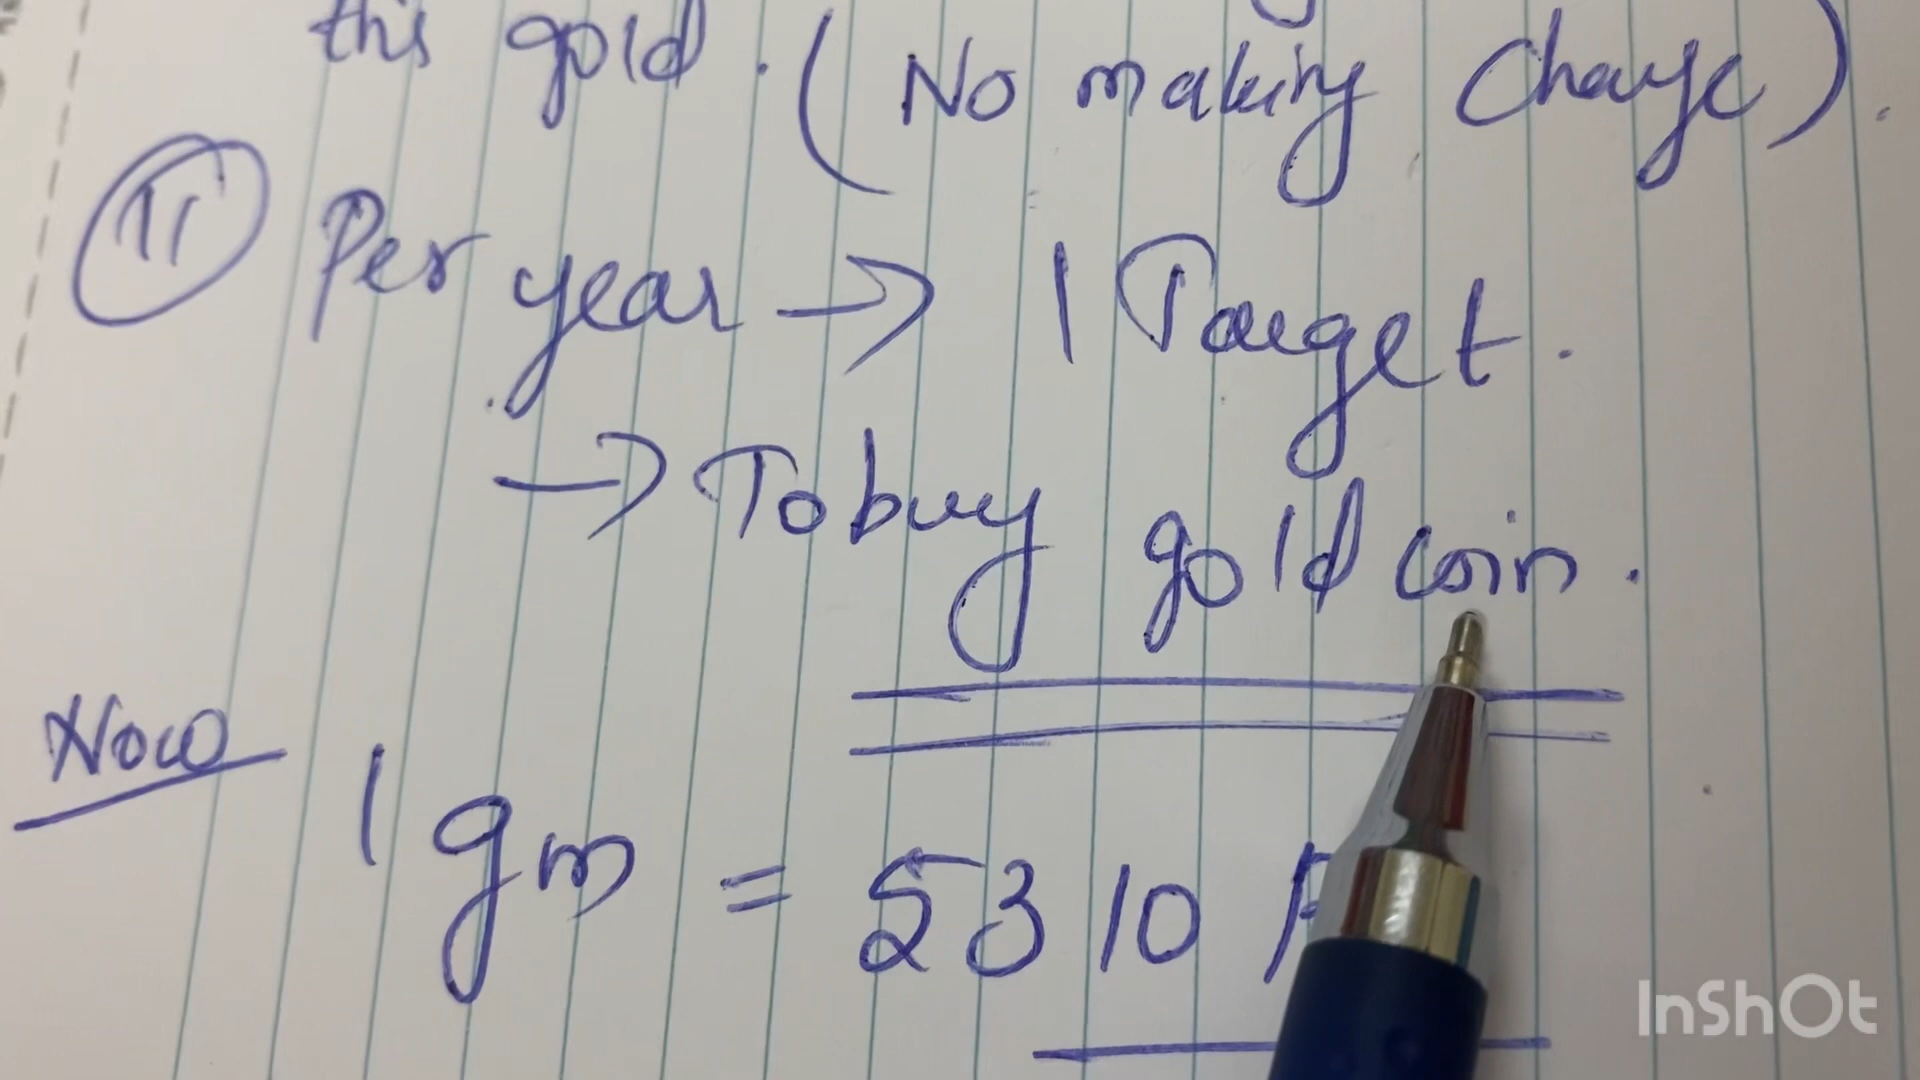 this gold. (No making Charge).
II Per year → 1 Target.
→ To buy gold coin.
Now 1 gm = 5310
InShOt